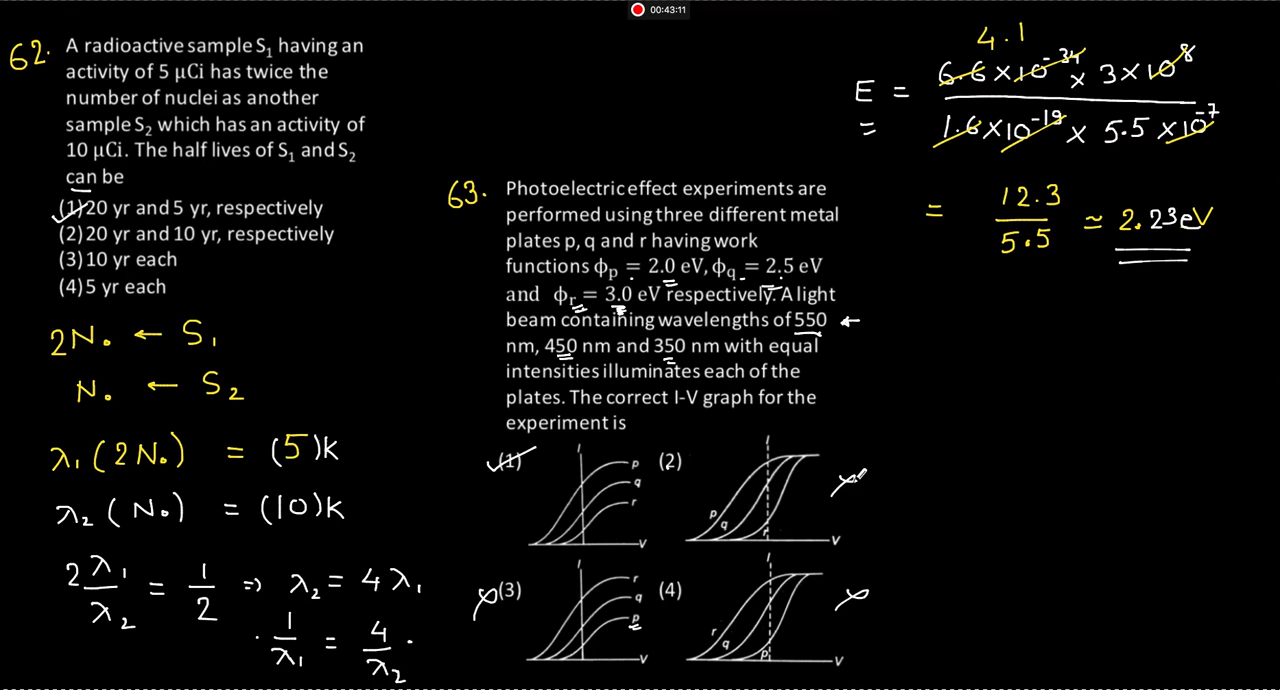 00:43:11
62. A radioactive sample S₁ having an
activity of 5 μCi has twice the
number of nuclei as another
sample S₂ which has an activity of
10 μCi. The half lives of S₁ and S₂
can be
(1) 20 yr and 5 yr, respectively
(2) 20 yr and 10 yr, respectively
(3) 10 yr each
(4) 5 yr each
2N₀ ← S₁
N₀ ← S₂
λ₁ (2N₀) = (5)k
λ₂ (N₀) = (10)k
2λ₁/λ₂ = 1/2 => λ₂ = 4λ₁
1/λ₁ = 4/λ₂
63. Photoelectric effect experiments are
performed using three different metal
plates p, q and r having work
functions ϕp = 2.0 eV, ϕq = 2.5 eV
and ϕr = 3.0 eV respectively. A light
beam containing wavelengths of 550 ←
nm, 450 nm and 350 nm with equal
intensities illuminates each of the
plates. The correct I-V graph for the
experiment is
(1) I p q r V
(2) I p q r V
(3) I r q p V
(4) I r q p V
4.1
E = 6.6×10⁻³⁴ × 3×10⁸
= 1.6×10⁻¹⁹ × 5.5 ×10⁻⁷
= 12.3/5.5 ≃ 2.23eV